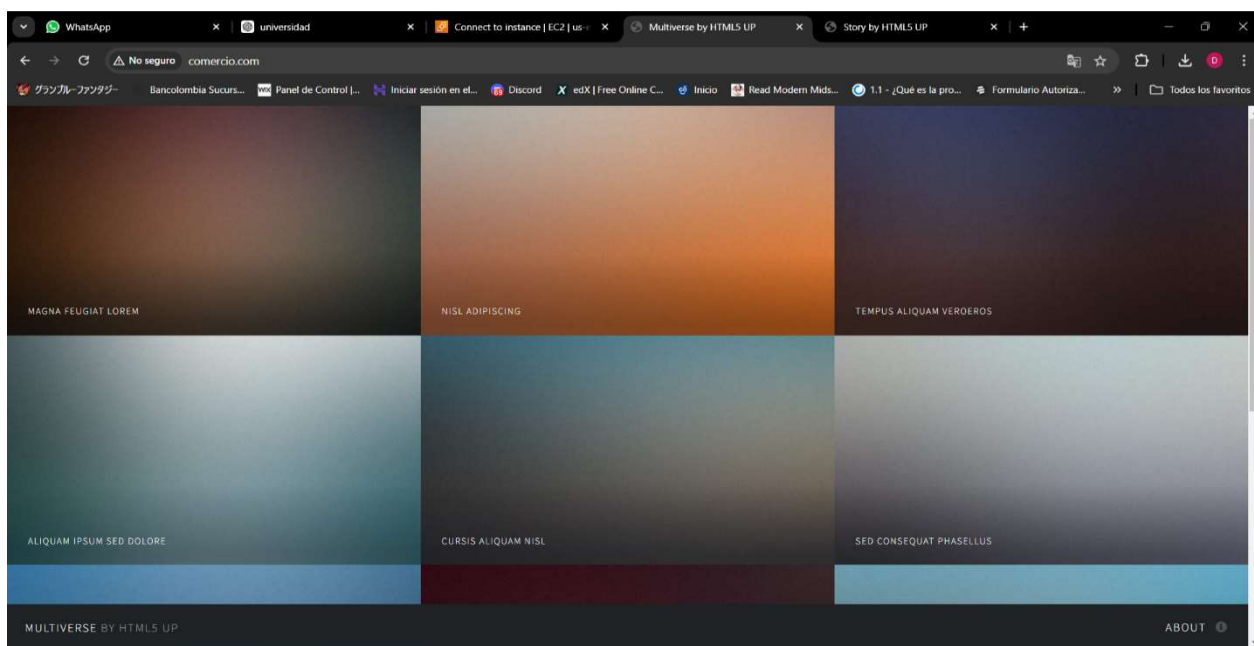 WhatsApp
universidad
Connect to instance | EC2 | us-e
Multiverse by HTML5 UP
Story by HTML5 UP
No seguro
comercio.com
グランブルーファンタジー
Bancolombia Sucurs...
WIX Panel de Control |...
Iniciar sesión en el...
Discord
edX | Free Online C...
Inicio
Read Modern Mids...
1.1 - ¿Qué es la pro...
Formulario Autoriza...
»
Todos los favoritos
MAGNA FEUGIAT LOREM
NISL ADIPISCING
TEMPUS ALIQUAM VEROEROS
ALIQUAM IPSUM SED DOLORE
CURSIS ALIQUAM NISL
SED CONSEQUAT PHASELLUS
MULTIVERSE BY HTML5 UP
ABOUT